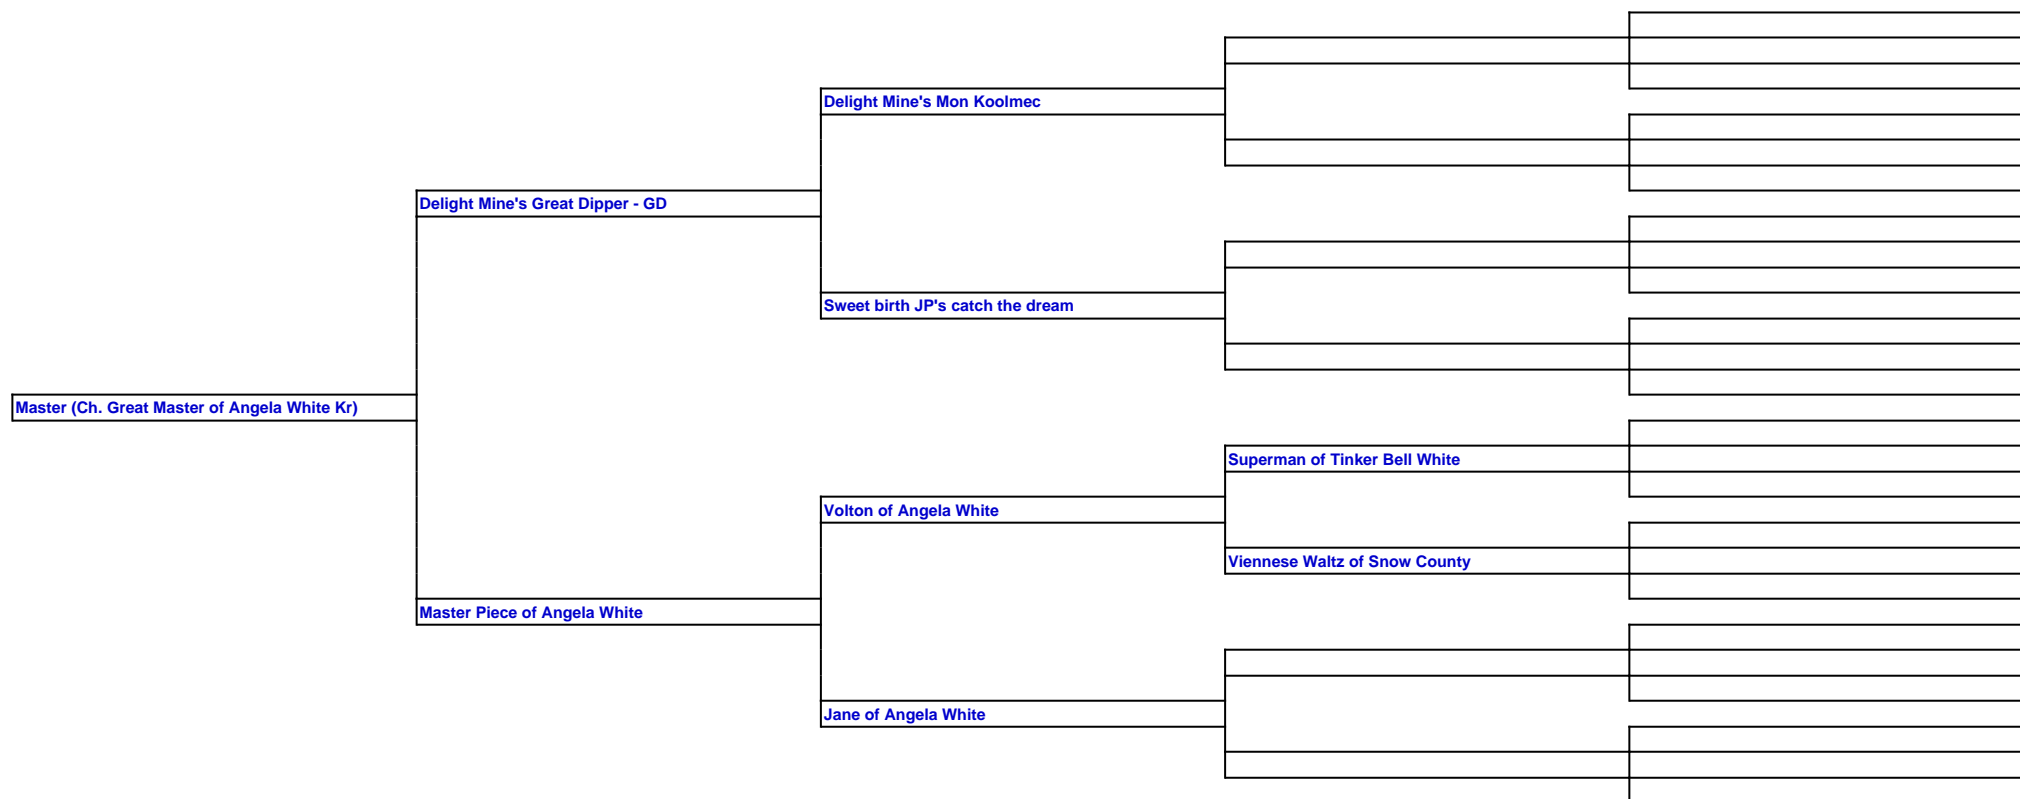 Delight Mine's Mon Koolmec
Delight Mine's Great Dipper - GD
Sweet birth JP's catch the dream
Master (Ch. Great Master of Angela White Kr)
Superman of Tinker Bell White
Volton of Angela White
Viennese Waltz of Snow County
Master Piece of Angela White
Jane of Angela White